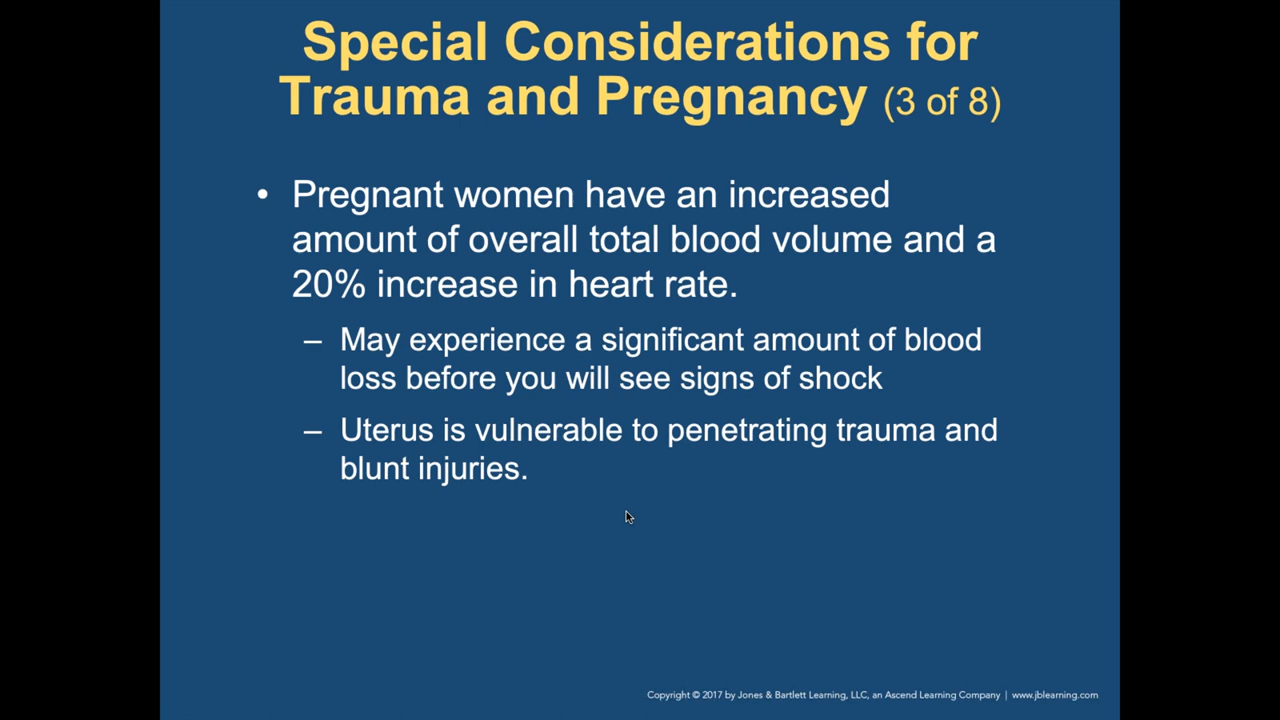 Special Considerations for
Trauma and Pregnancy (3 of 8)
• Pregnant women have an increased
amount of overall total blood volume and a
20% increase in heart rate.
– May experience a significant amount of blood
loss before you will see signs of shock
– Uterus is vulnerable to penetrating trauma and
blunt injuries.
Copyright © 2017 by Jones & Bartlett Learning, LLC, an Ascend Learning Company | www.jblearning.com